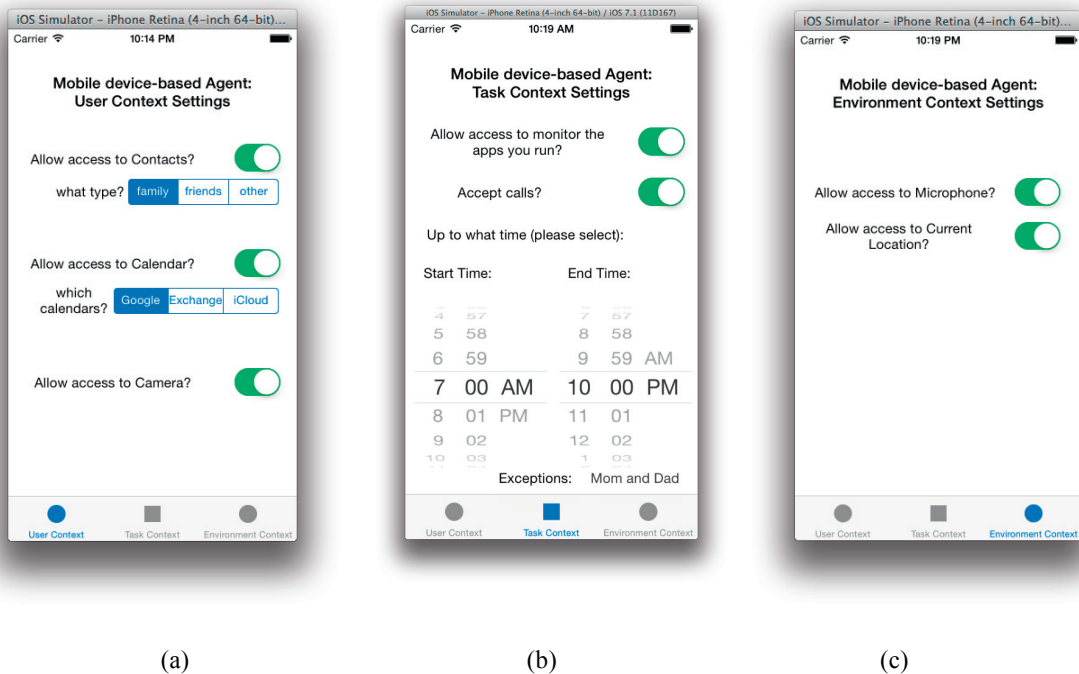 iOS Simulator – iPhone Retina (4-inch 64-bit)...
Carrier 10:14 PM
Mobile device-based Agent:
User Context Settings
Allow access to Contacts?
what type? family friends other
Allow access to Calendar?
which
calendars? Google Exchange iCloud
Allow access to Camera?
User Context Task Context Environment Context
(a)
iOS Simulator – iPhone Retina (4-inch 64-bit) / iOS 7.1 (11D167)
Carrier 10:19 AM
Mobile device-based Agent:
Task Context Settings
Allow access to monitor the
apps you run?
Accept calls?
Up to what time (please select):
Start Time: End Time:
4 57 7 57
5 58 8 58
6 59 9 59 AM
7 00 AM 10 00 PM
8 01 PM 11 01
9 02 12 02
10 03 1 03
Exceptions: Mom and Dad
User Context Task Context Environment Context
(b)
iOS Simulator – iPhone Retina (4-inch 64-bit)...
Carrier 10:19 PM
Mobile device-based Agent:
Environment Context Settings
Allow access to Microphone?
Allow access to Current
Location?
User Context Task Context Environment Context
(c)